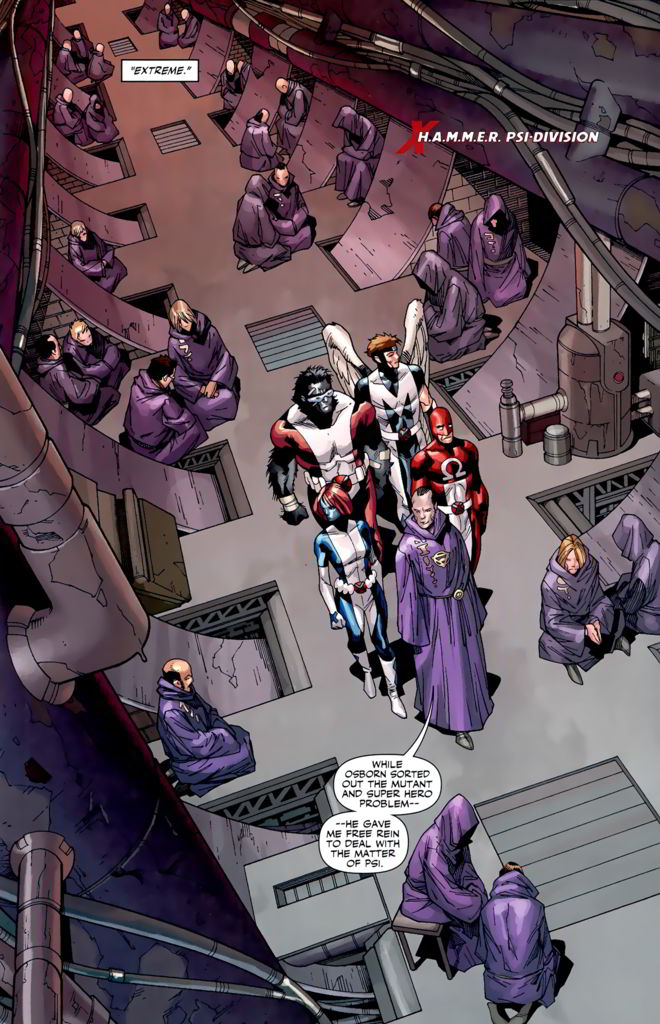 "EXTREME."
H.A.M.M.E.R. PSI-DIVISION
WHILE
OSBORN SORTED
OUT THE MUTANT
AND SUPER HERO
PROBLEM--
--HE GAVE
ME FREE REIN
TO DEAL WITH
THE MATTER
OF PSI.